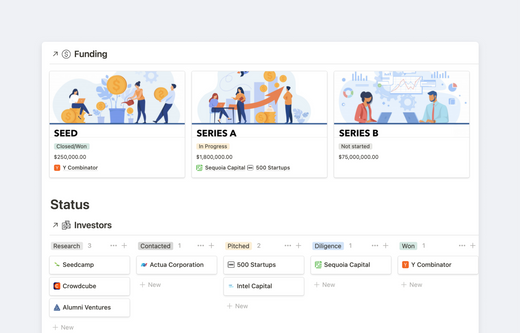 Funding
SEED
Closed/Won
$250,000.00
Y Combinator
SERIES A
In Progress
$1,800,000.00
Sequoia Capital 500 Startups
SERIES B
Not started
$75,000,000.00
Status
Investors
Research 3
Seedcamp
Crowdcube
Alumni Ventures
+ New
Contacted 1
Actua Corporation
+ New
Pitched 2
500 Startups
Intel Capital
+ New
Diligence 1
Sequoia Capital
+ New
Won 1
Y Combinator
+ New